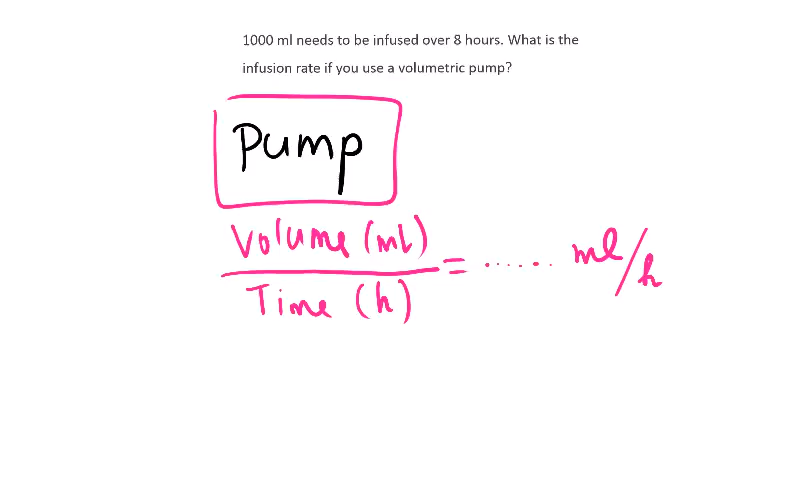 1000 ml needs to be infused over 8 hours. What is the
infusion rate if you use a volumetric pump?
Pump
Volume (ml)
Time (h)
= ...... ml/h